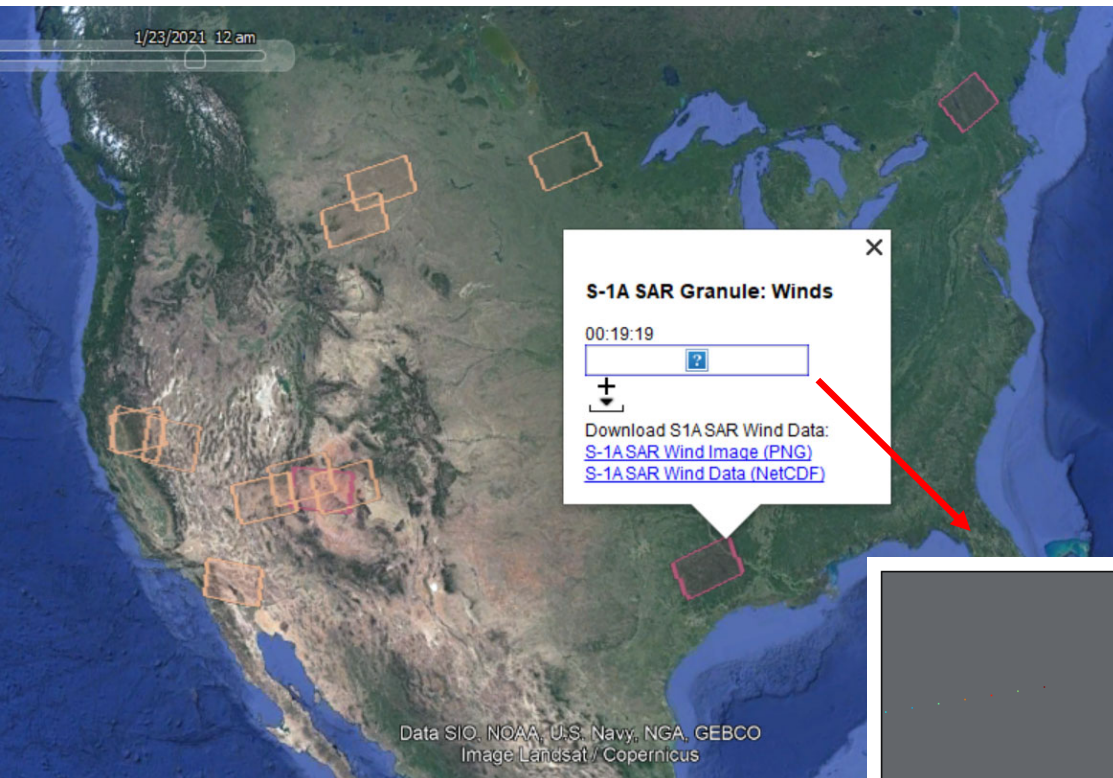 1/23/2021 12 am
S-1A SAR Granule: Winds
00:19:19
?
Download S1A SAR Wind Data:
S-1A SAR Wind Image (PNG)
S-1A SAR Wind Data (NetCDF)
Data SIO, NOAA, U.S. Navy, NGA, GEBCO
Image Landsat / Copernicus